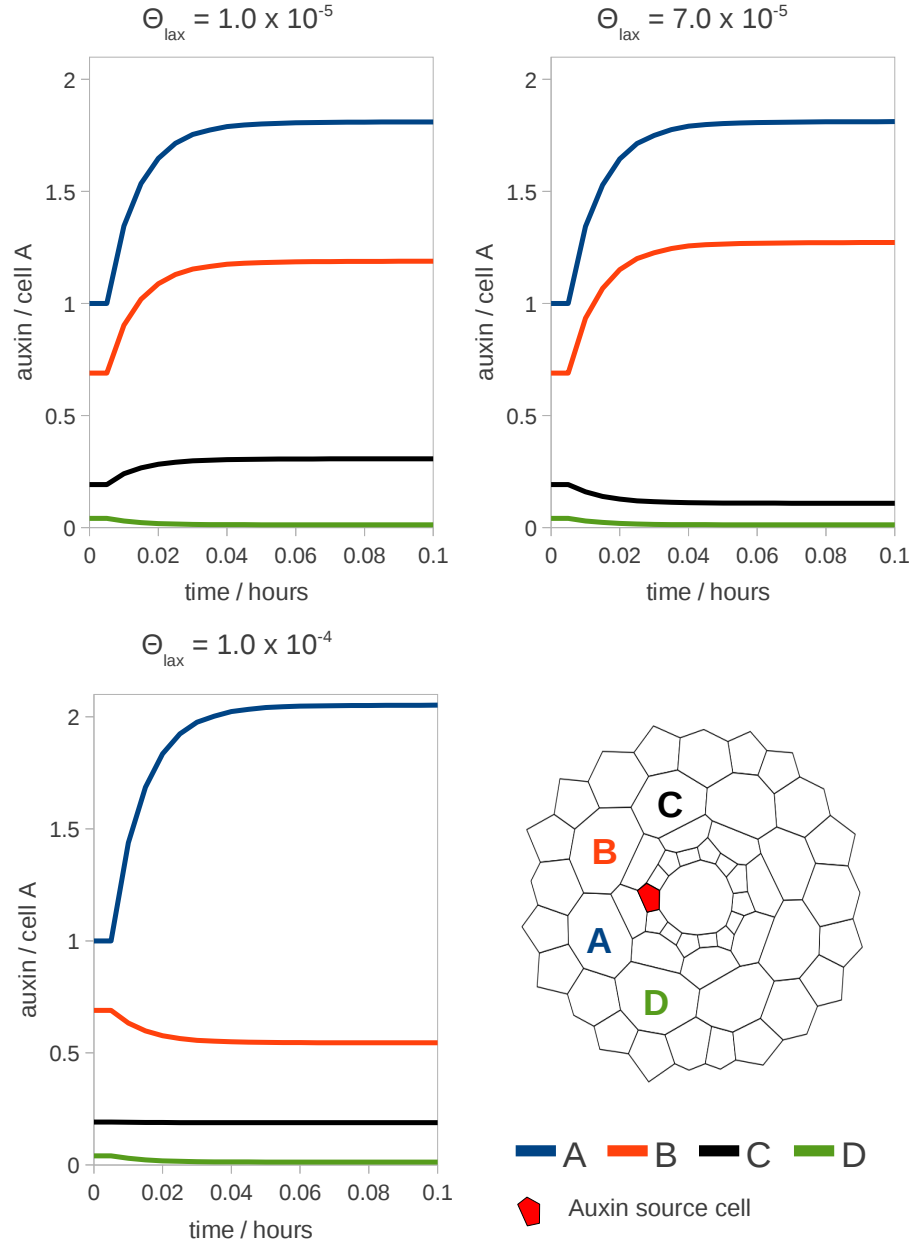 Θlax = 1.0 x 10-5
2
1.5
1
0.5
0
auxin / cell A
0 0.02 0.04 0.06 0.08 0.1
time / hours
Θlax = 7.0 x 10-5
2
1.5
1
0.5
0
auxin / cell A
0 0.02 0.04 0.06 0.08 0.1
time / hours
Θlax = 1.0 x 10-4
2
1.5
1
0.5
0
auxin / cell A
0 0.02 0.04 0.06 0.08 0.1
time / hours
C
B
A
D
A B C D
Auxin source cell